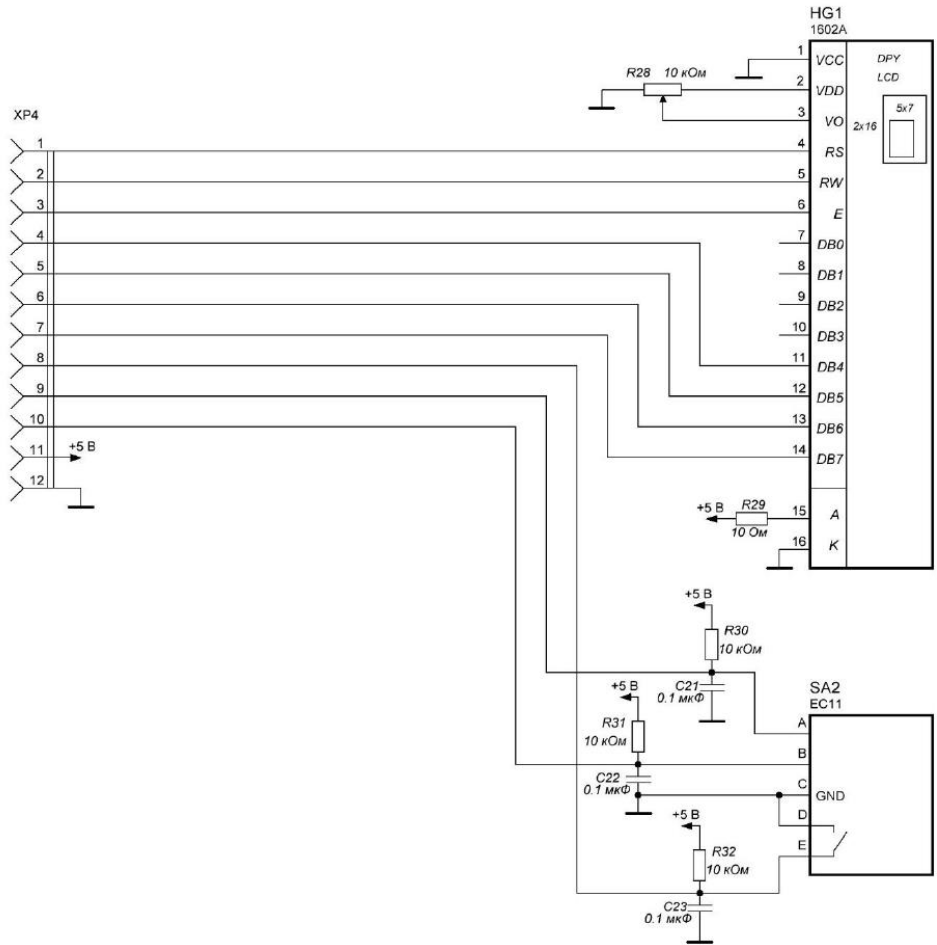 HG1
1602A
1
VCC
DPY
LCD
R28 10 кОм
2
VDD
5x7
XP4
3
VO
2x16
1
4
RS
2
5
RW
3
6
E
4
7
DB0
5
8
DB1
6
9
DB2
7
10
DB3
8
11
DB4
9
12
DB5
10
13
DB6
11
+5 В
14
DB7
12
+5 В
R29
15
A
10 Ом
16
K
+5 В
R30
10 кОм
+5 В
C21
0.1 мкФ
SA2
EC11
R31
10 кОм
A
B
C22
0.1 мкФ
C
GND
+5 В
D
R32
10 кОм
E
C23
0.1 мкФ